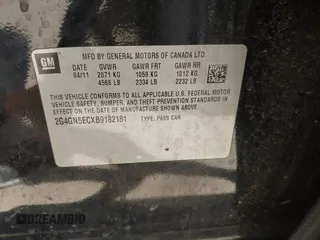 GM
MFD BY GENERAL MOTORS OF CANADA LTD.
DATE GVWR GAWR FRT GAWR RR
04/11 2071 KG 1059 KG 1012 KG
4566 LB 2334 LB 2232 LB
THIS VEHICLE CONFORMS TO ALL APPLICABLE U.S. FEDERAL MOTOR
VEHICLE SAFETY, BUMPER, AND THEFT PREVENTION STANDARDS IN
EFFECT ON THE DATE OF MANUFACTURE SHOWN ABOVE.
2G4GN5ECXB9182181 TYPE: PASS CAR
DREAMBID